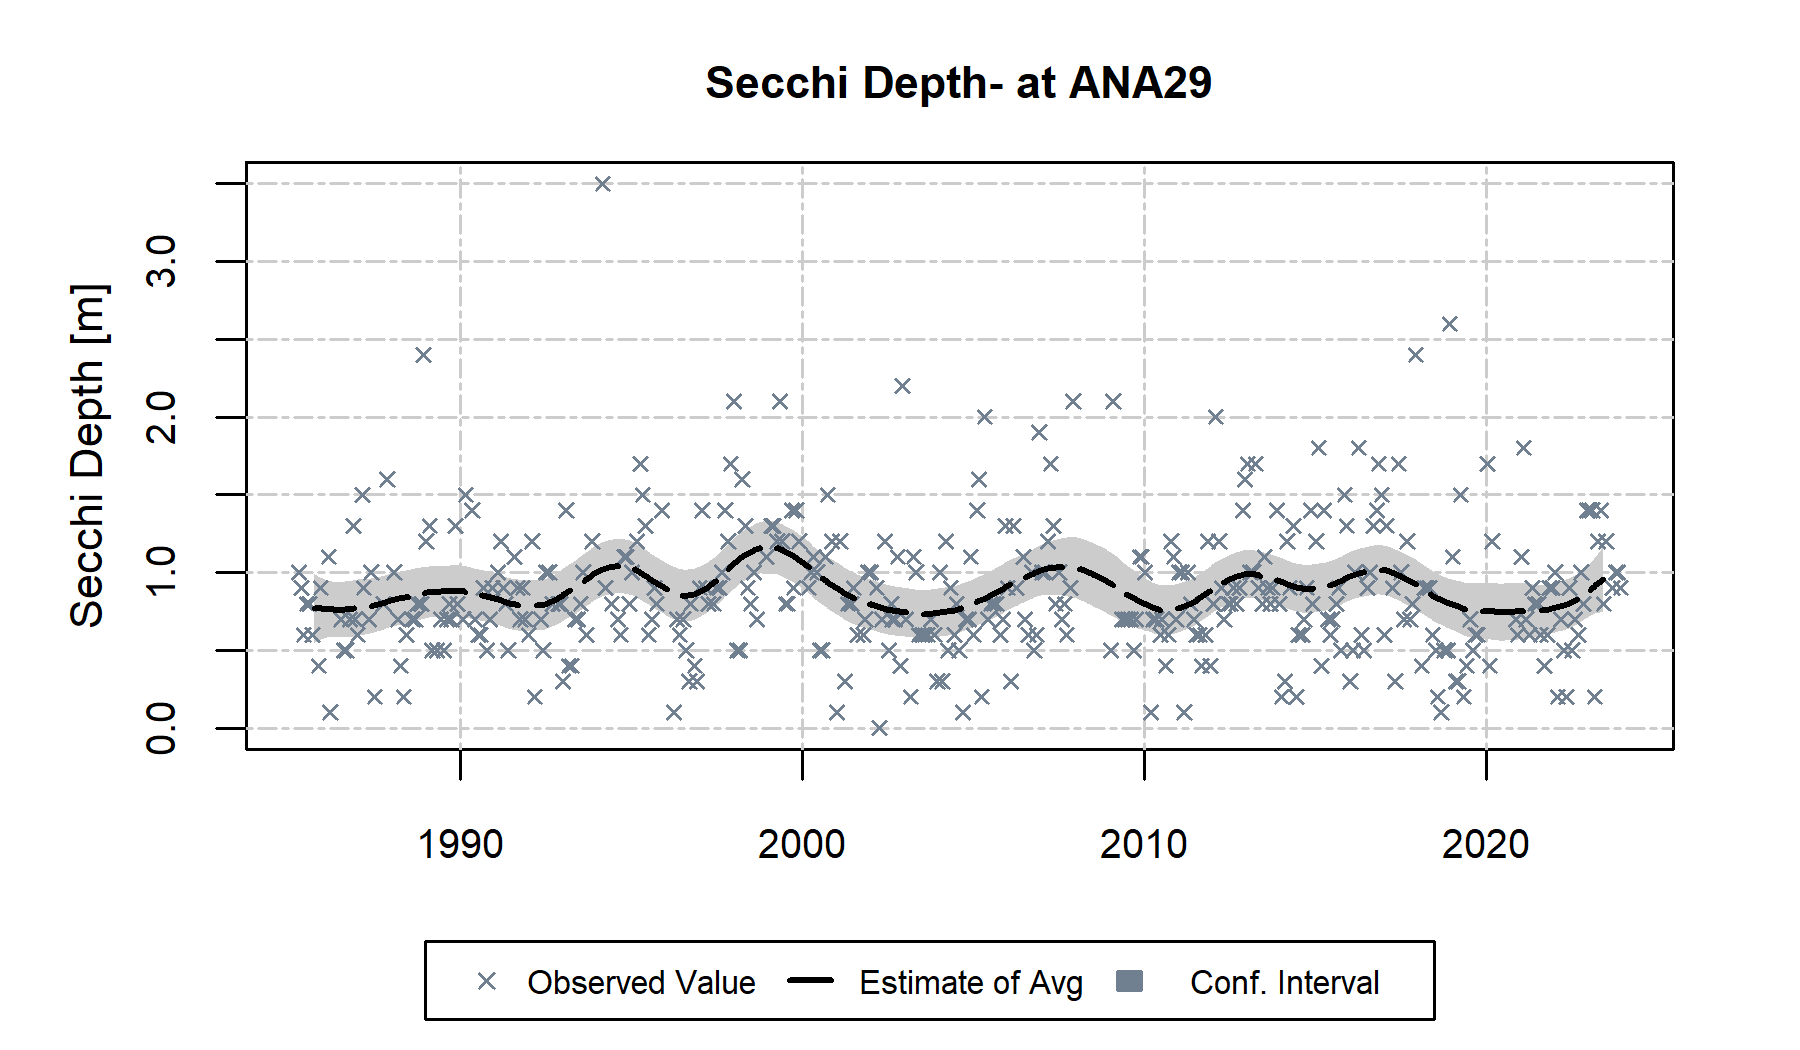 Secchi Depth- at ANA29
Secchi Depth [m]
3.0
2.0
1.0
0.0
1990 2000 2010 2020
Observed Value Estimate of Avg Conf. Interval